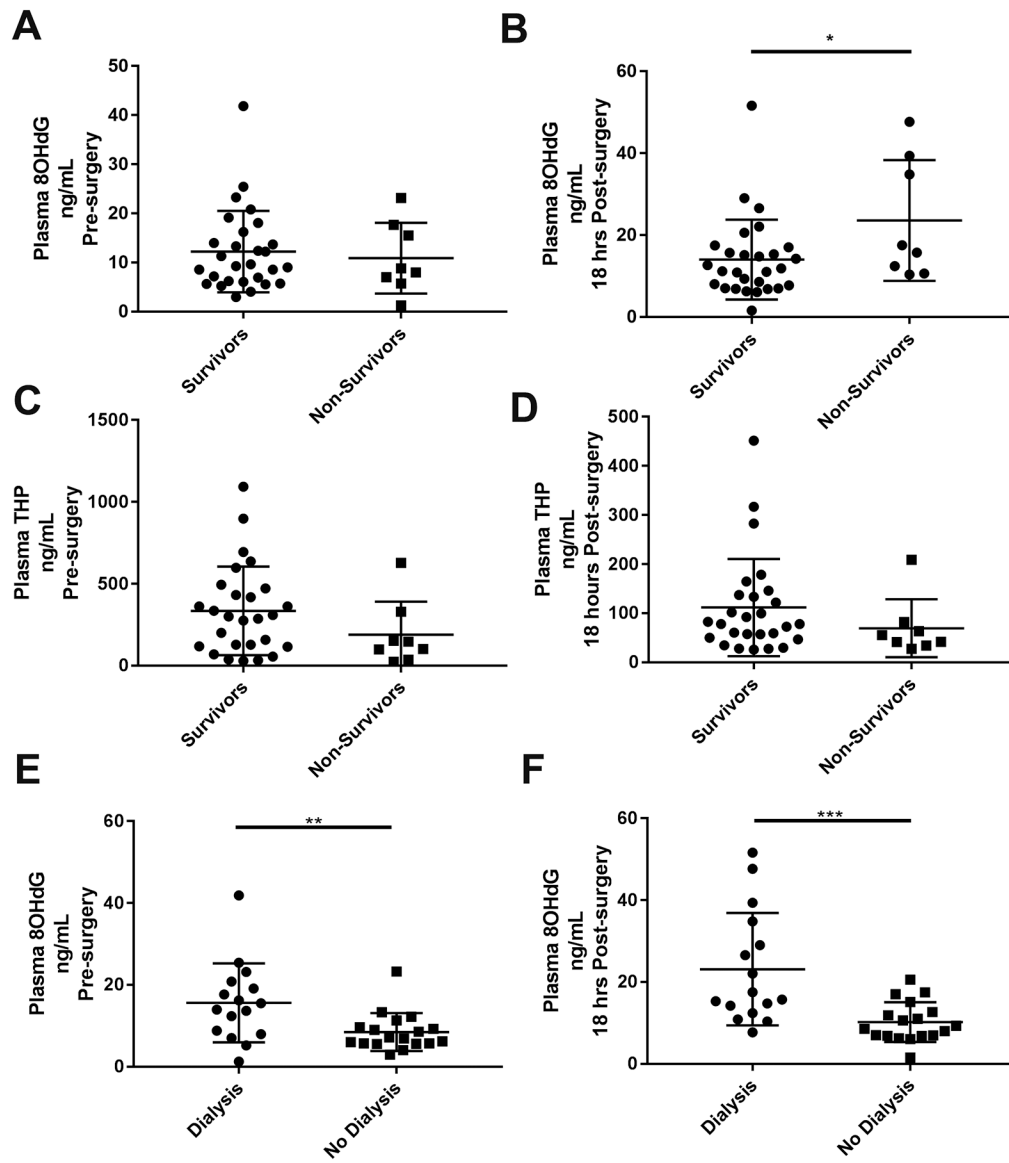 A
Plasma 8OHdG
ng/mL
Pre-surgery
50
40
30
20
10
0
Survivors
Non-Survivors
B
*
Plasma 8OHdG
ng/mL
18 hrs Post-surgery
60
40
20
0
Survivors
Non-Survivors
C
Plasma THP
ng/mL
Pre-surgery
1500
1000
500
0
Survivors
Non-Survivors
D
Plasma THP
ng/mL
18 hours Post-surgery
500
400
300
200
100
0
Survivors
Non-Survivors
E
**
Plasma 8OHdG
ng/mL
Pre-surgery
60
40
20
0
Dialysis
No Dialysis
F
***
Plasma 8OHdG
ng/mL
18 hrs Post-surgery
60
40
20
0
Dialysis
No Dialysis